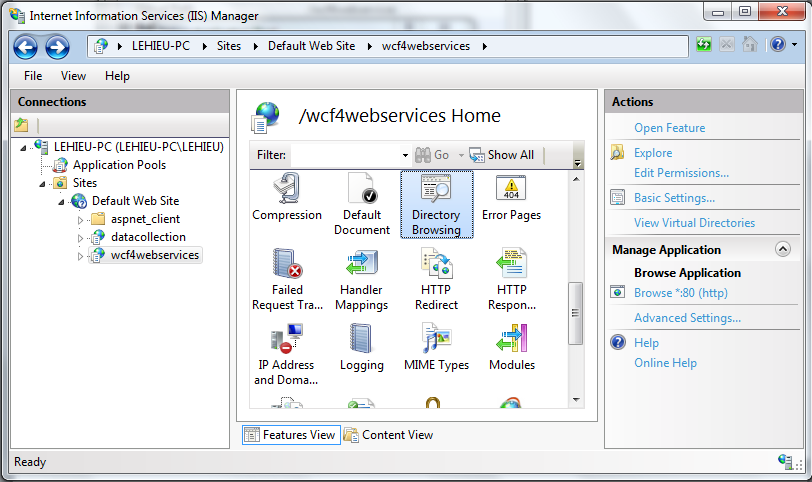 Internet Information Services (IIS) Manager
LEHIEU-PC Sites Default Web Site wcf4webservices
File View Help
Connections
LEHIEU-PC (LEHIEU-PC\LEHIEU)
Application Pools
Sites
Default Web Site
aspnet_client
datacollection
wcf4webservices
/wcf4webservices Home
Filter: Go Show All
Compression
Default
Document
Directory
Browsing
404
Error Pages
Failed
Request Tra...
Handler
Mappings
HTTP
Redirect
HTTP
Respon...
IP Address
and Doma...
Logging
MIME Types
Modules
Features View Content View
Actions
Open Feature
Explore
Edit Permissions...
Basic Settings...
View Virtual Directories
Manage Application
Browse Application
Browse *:80 (http)
Advanced Settings...
Help
Online Help
Ready